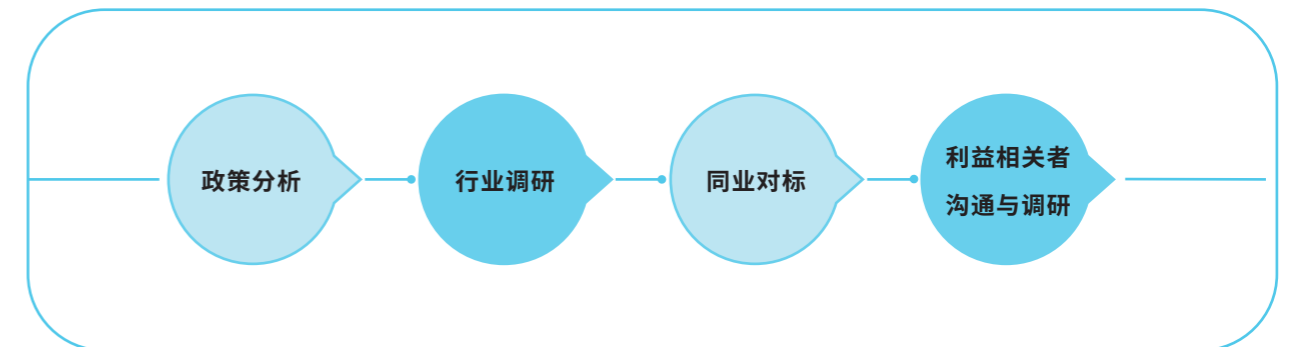 政策分析
行业调研
同业对标
利益相关者
沟通与调研